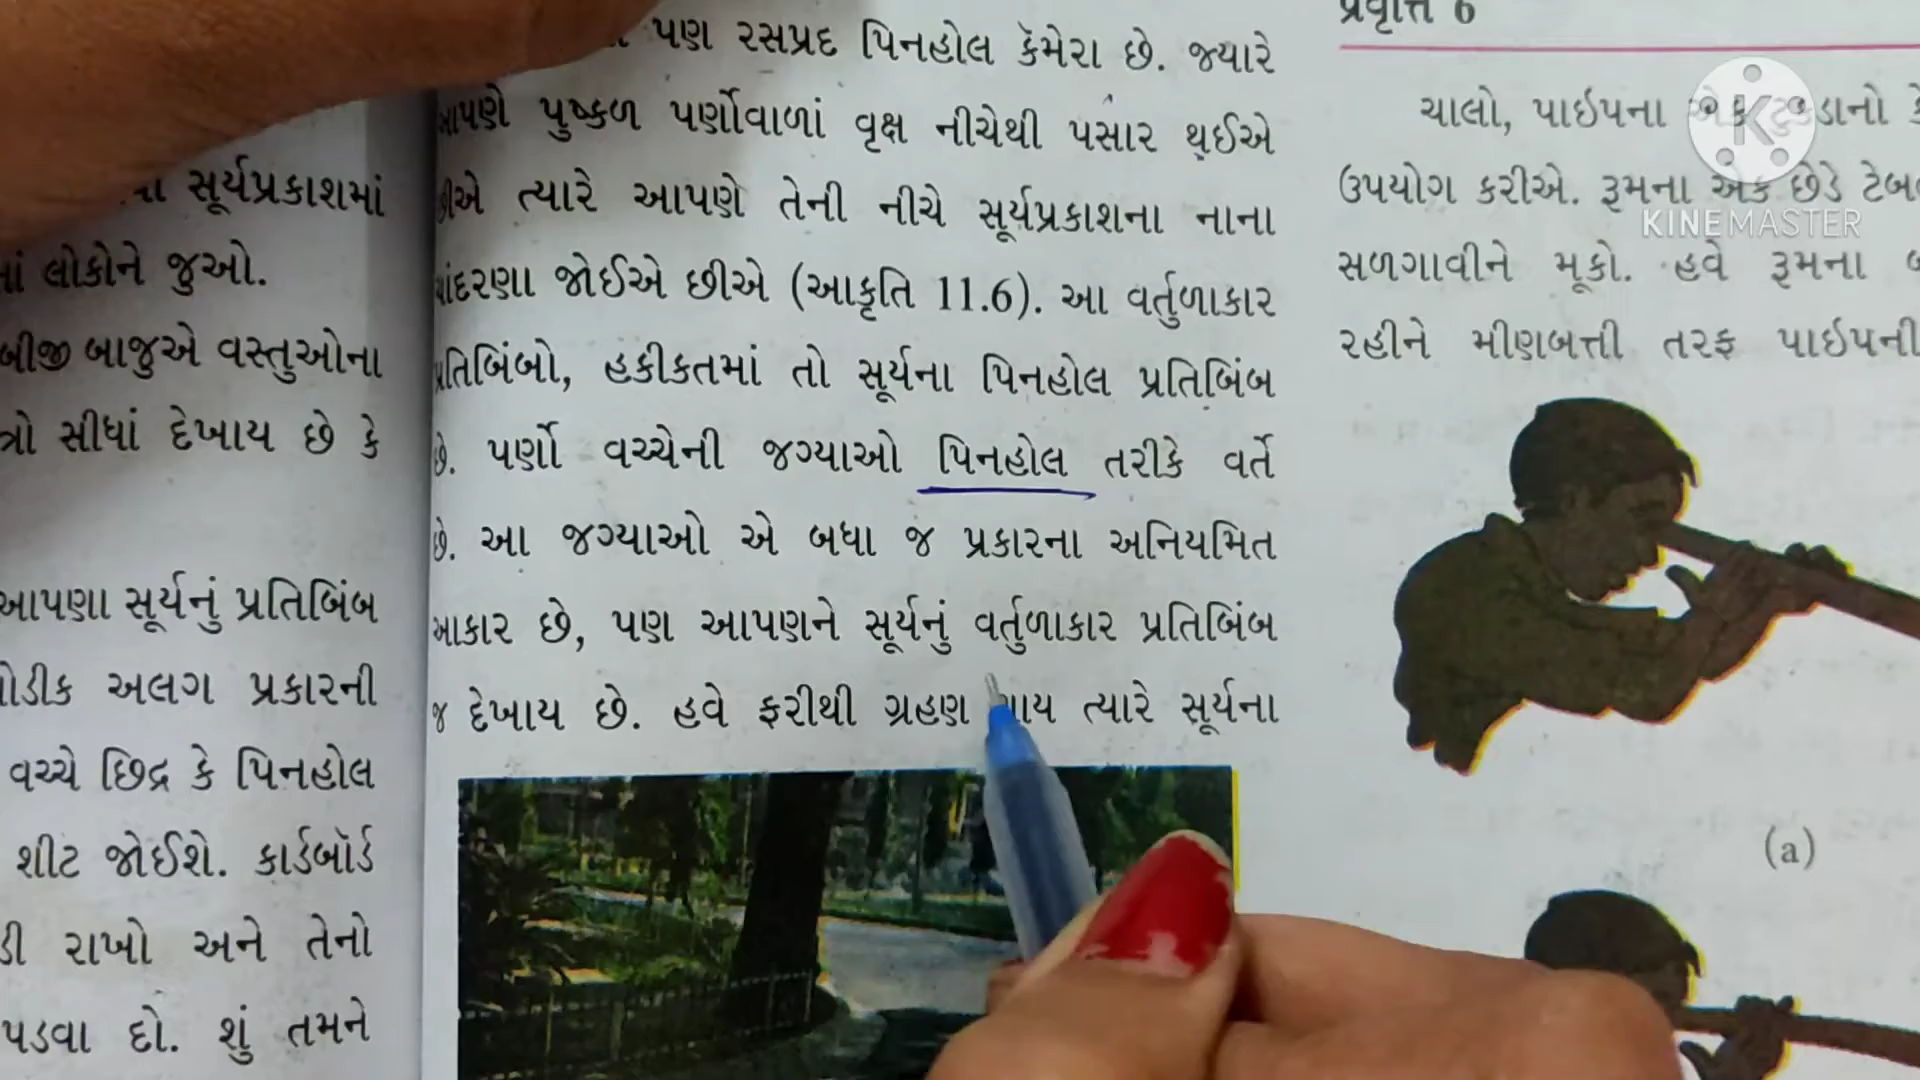 સૂર્યપ્રકાશમાં
લોકોને જુઓ.
બીજી બાજુએ વસ્તુઓના
સીધાં દેખાય છે કે
આપણા સૂર્યનું પ્રતિબિંબ
અલગ પ્રકારની
વચ્ચે છિદ્ર કે પિનહોલ
શીટ જોઈશે. કાર્ડબૉર્ડ
રાખો અને તેનો
પડવા દો. શું તમને
પણ રસપ્રદ પિનહોલ કૅમેરા છે. જ્યારે
આપણે પુષ્કળ પર્ણોવાળાં વૃક્ષ નીચેથી પસાર થઈએ
છીએ ત્યારે આપણે તેની નીચે સૂર્યપ્રકાશના નાના
ચાંદરણા જોઈએ છીએ (આકૃતિ 11.6). આ વર્તુળાકાર
પ્રતિબિંબો, હકીકતમાં તો સૂર્યના પિનહોલ પ્રતિબિંબ
છે. પર્ણો વચ્ચેની જગ્યાઓ પિનહોલ તરીકે વર્તે
છે. આ જગ્યાઓ એ બધા જ પ્રકારના અનિયમિત
આકાર છે, પણ આપણને સૂર્યનું વર્તુળાકાર પ્રતિબિંબ
જ દેખાય છે. હવે ફરીથી ગ્રહણ થાય ત્યારે સૂર્યના
પ્રવૃત્તિ 6
ચાલો, પાઇપના એક ટુકડાનો
ઉપયોગ કરીએ. રૂમના એક છેડે
સળગાવીને મૂકો. હવે રૂમના
રહીને મીણબત્તી તરફ પાઇપની
(a)
K
KINEMASTER